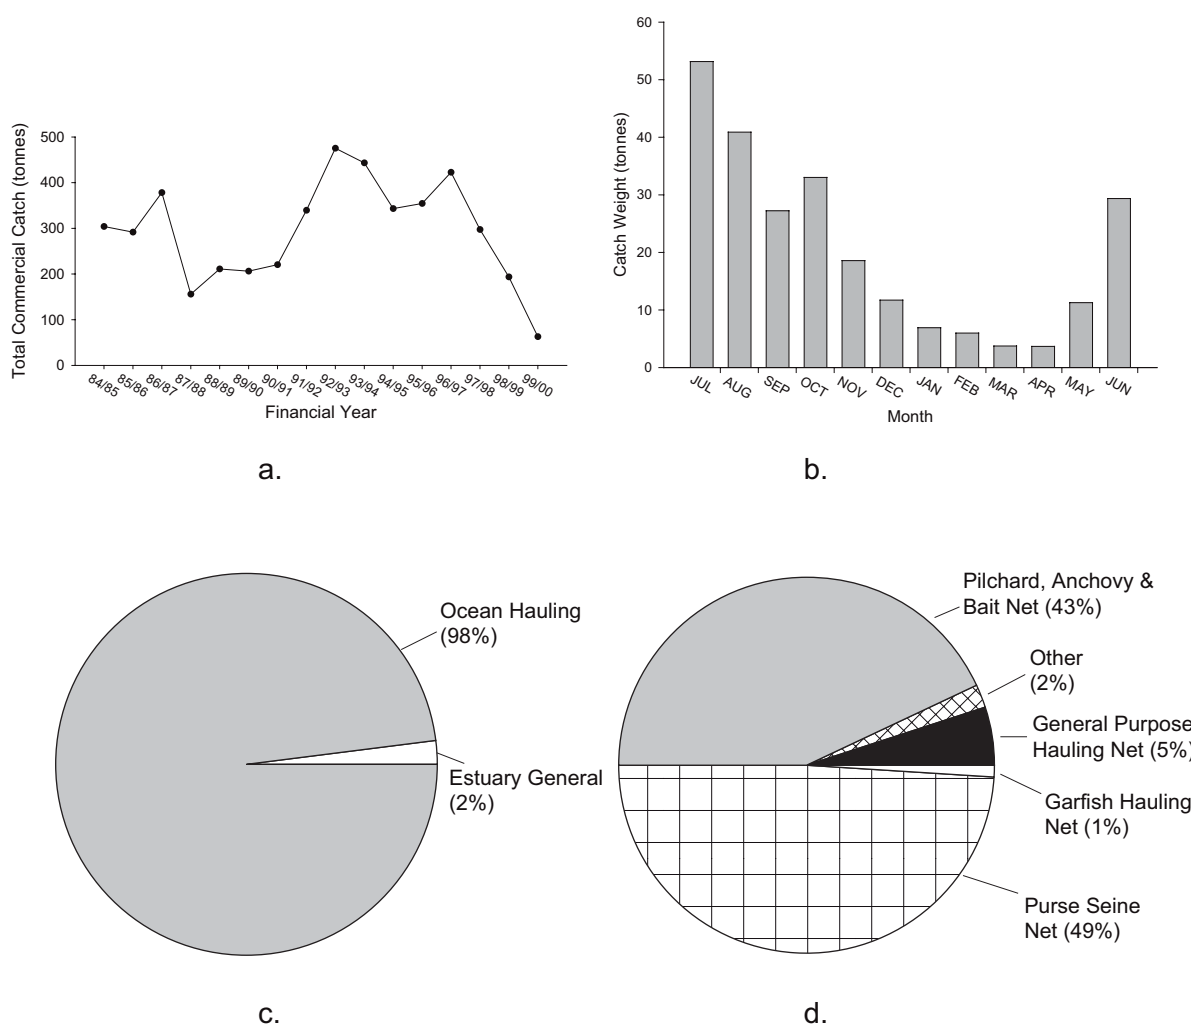 500
400
300
200
100
0
Total Commercial Catch (tonnes)
84/85
85/86
86/87
87/88
88/89
89/90
90/91
91/92
92/93
93/94
94/95
95/96
96/97
97/98
98/99
99/00
Financial Year
a.
60
50
40
30
20
10
0
Catch Weight (tonnes)
JUL
AUG
SEP
OCT
NOV
DEC
JAN
FEB
MAR
APR
MAY
JUN
Month
b.
Ocean Hauling
(98%)
Estuary General
(2%)
c.
Pilchard, Anchovy &
Bait Net (43%)
Other
(2%)
General Purpose
Hauling Net (5%)
Garfish Hauling
Net (1%)
Purse Seine
Net (49%)
d.